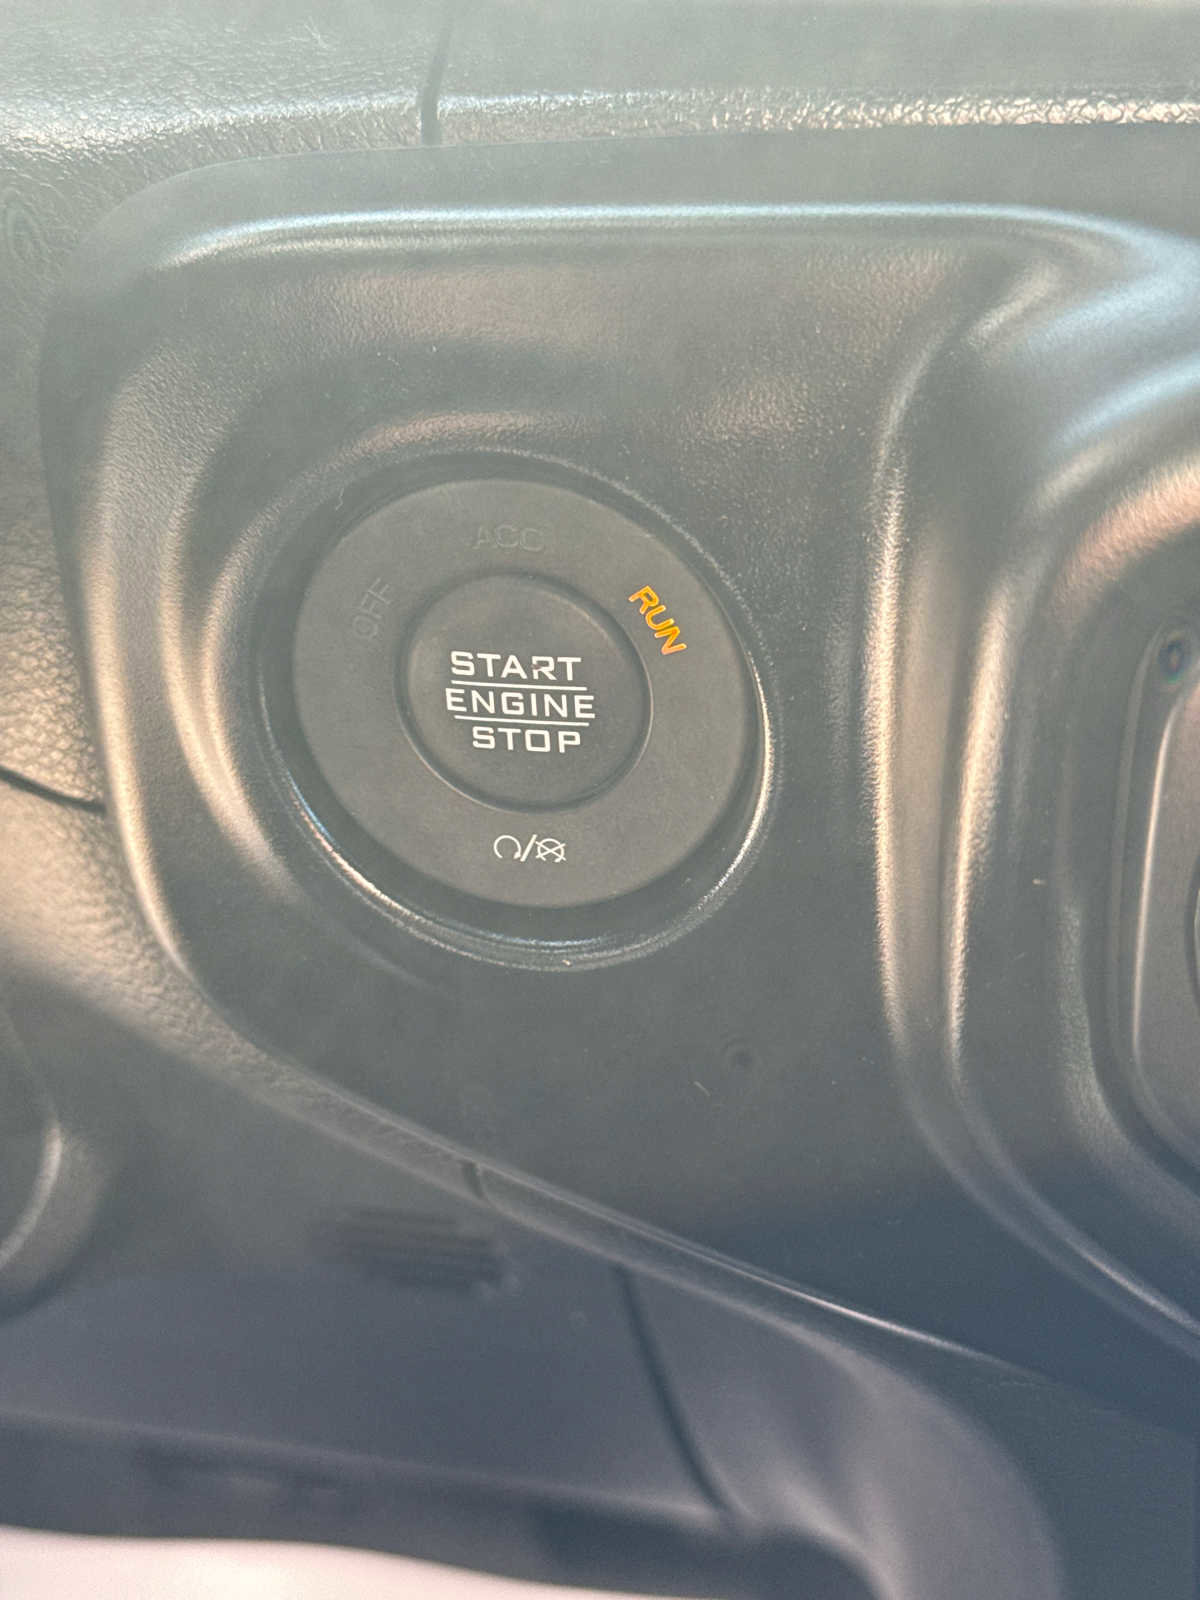 ACC
OFF
RUN
START
ENGINE
STOP